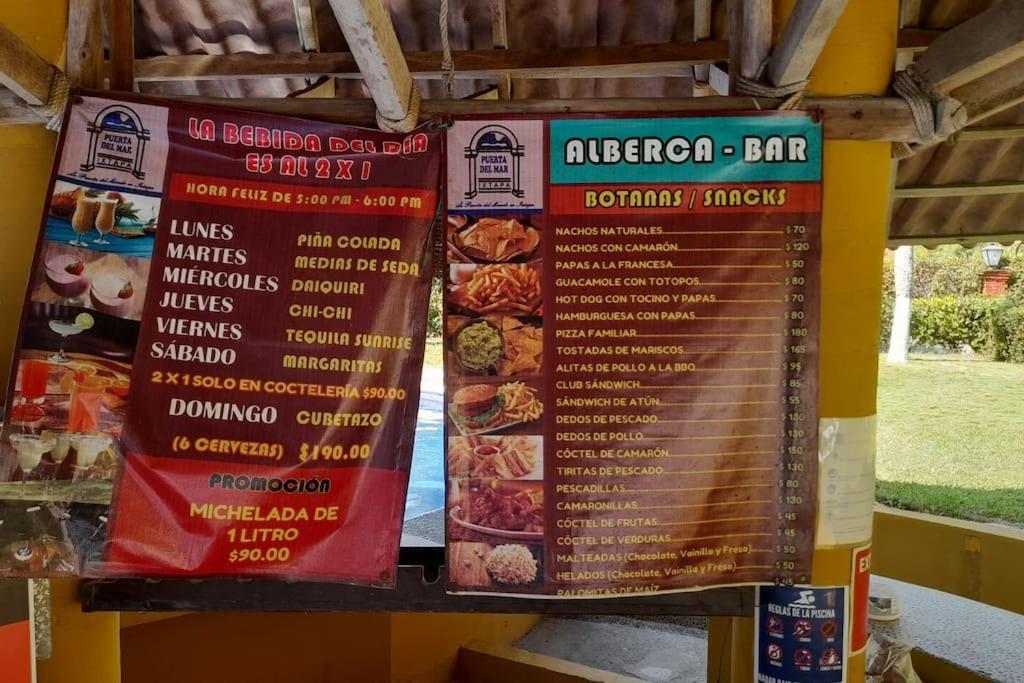 PUERTA
DEL MAR
IXTAPA
LA BEBIDA DEL DÍA
ES AL 2 X 1
HORA FELIZ DE 5:00 PM - 6:00 PM
LUNES PIÑA COLADA
MARTES MEDIAS DE SEDA
MIÉRCOLES DAIQUIRI
JUEVES CHI-CHI
VIERNES TEQUILA SUNRISE
SÁBADO MARGARITAS
2 X 1 SOLO EN COCTELERÍA $90.00
DOMINGO CUBETAZO
(6 CERVEZAS) $190.00
PROMOCIÓN
MICHELADA DE
1 LITRO
$90.00
PUERTA
DEL MAR
IXTAPA
ALBERCA - BAR
BOTANAS / SNACKS
NACHOS NATURALES $ 70
NACHOS CON CAMARÓN $ 120
PAPAS A LA FRANCESA $ 50
GUACAMOLE CON TOTOPOS $ 80
HOT DOG CON TOCINO Y PAPAS $ 70
HAMBURGUESA CON PAPAS $ 80
PIZZA FAMILIAR $ 180
TOSTADAS DE MARISCOS $ 165
ALITAS DE POLLO A LA BBQ $ 95
CLUB SÁNDWICH $ 85
SÁNDWICH DE ATÚN $ 55
DEDOS DE PESCADO $ 130
DEDOS DE POLLO $ 130
CÓCTEL DE CAMARÓN $ 150
TIRITAS DE PESCADO $ 130
PESCADILLAS $ 80
CAMARONILLAS $ 130
CÓCTEL DE FRUTAS $ 45
CÓCTEL DE VERDURAS $ 45
MALTEADAS (Chocolate, Vainilla y Fresa) $ 50
HELADOS (Chocolate, Vainilla y Fresa) $ 50
PALOMITAS DE MAÍZ $ 45
REGLAS DE LA PISCINA